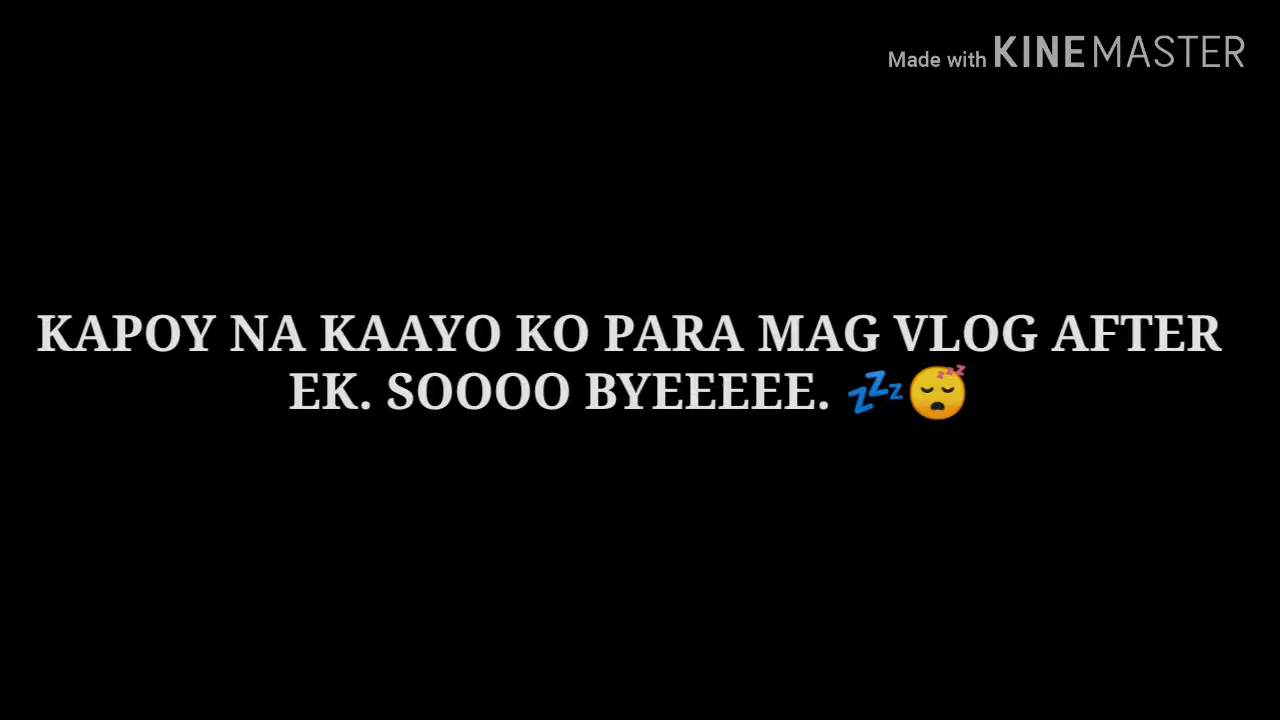 Made with KINEMASTER
KAPOY NA KAAYO KO PARA MAG VLOG AFTER
EK. SOOOO BYEEEEE. 💤😴